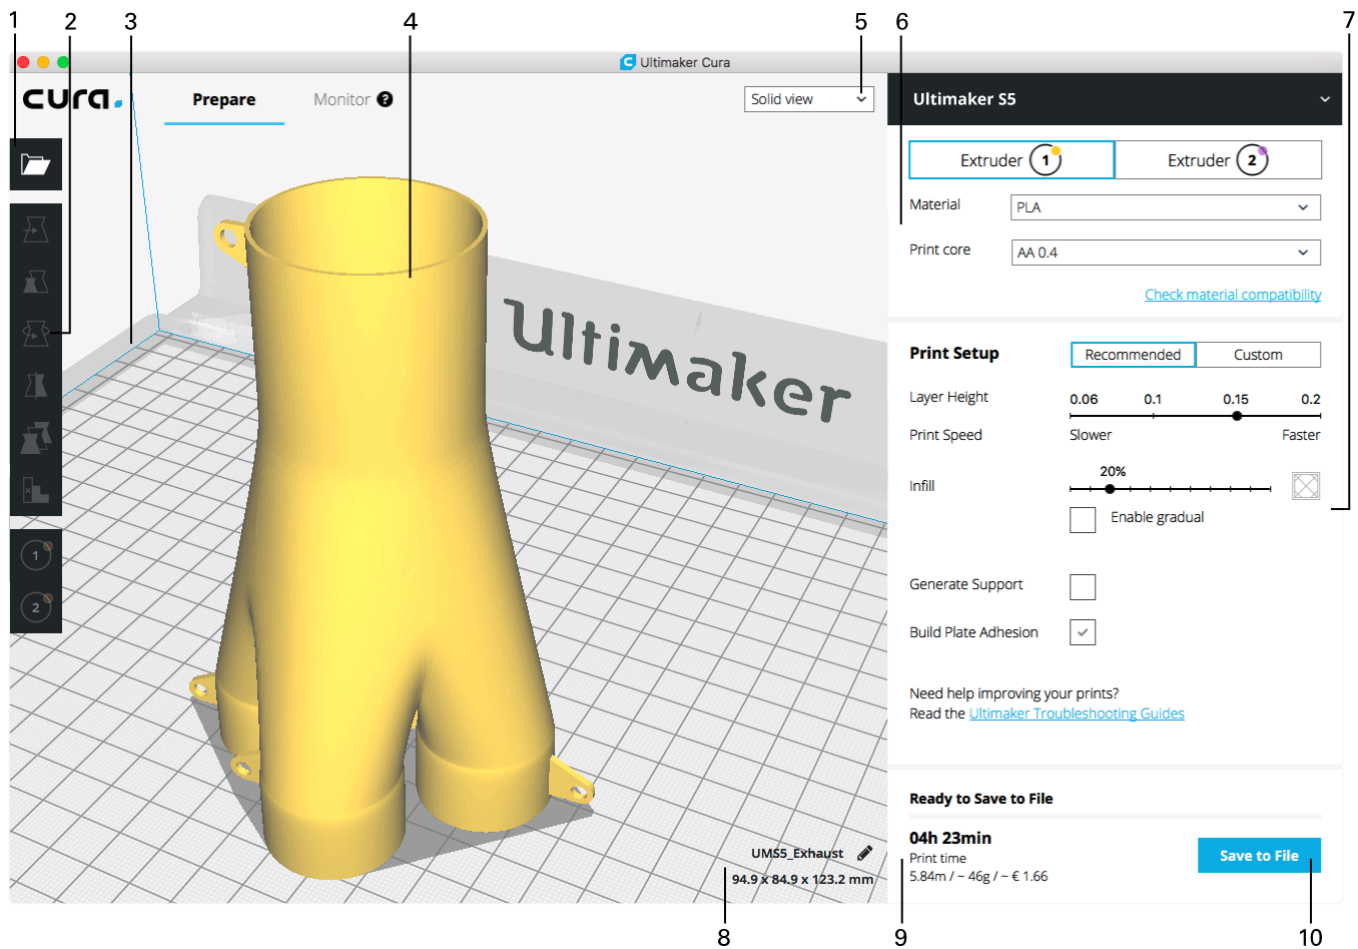 1 2 3 4 5 6 7
Ultimaker Cura
cura.
Prepare
Monitor ?
Solid view
Ultimaker S5
Extruder 1
Extruder 2
Material
PLA
Print core
AA 0.4
Check material compatibility
Ultimaker
Print Setup
Recommended
Custom
Layer Height
0.06 0.1 0.15 0.2
Print Speed
Slower
Faster
20%
Infill
Enable gradual
1
2
Generate Support
Build Plate Adhesion
Need help improving your prints?
Read the Ultimaker Troubleshooting Guides
Ready to Save to File
04h 23min
Print time
5.84m / ~ 46g / ~ € 1.66
Save to File
UMS5_Exhaust
94.9 x 84.9 x 123.2 mm
8 9 10